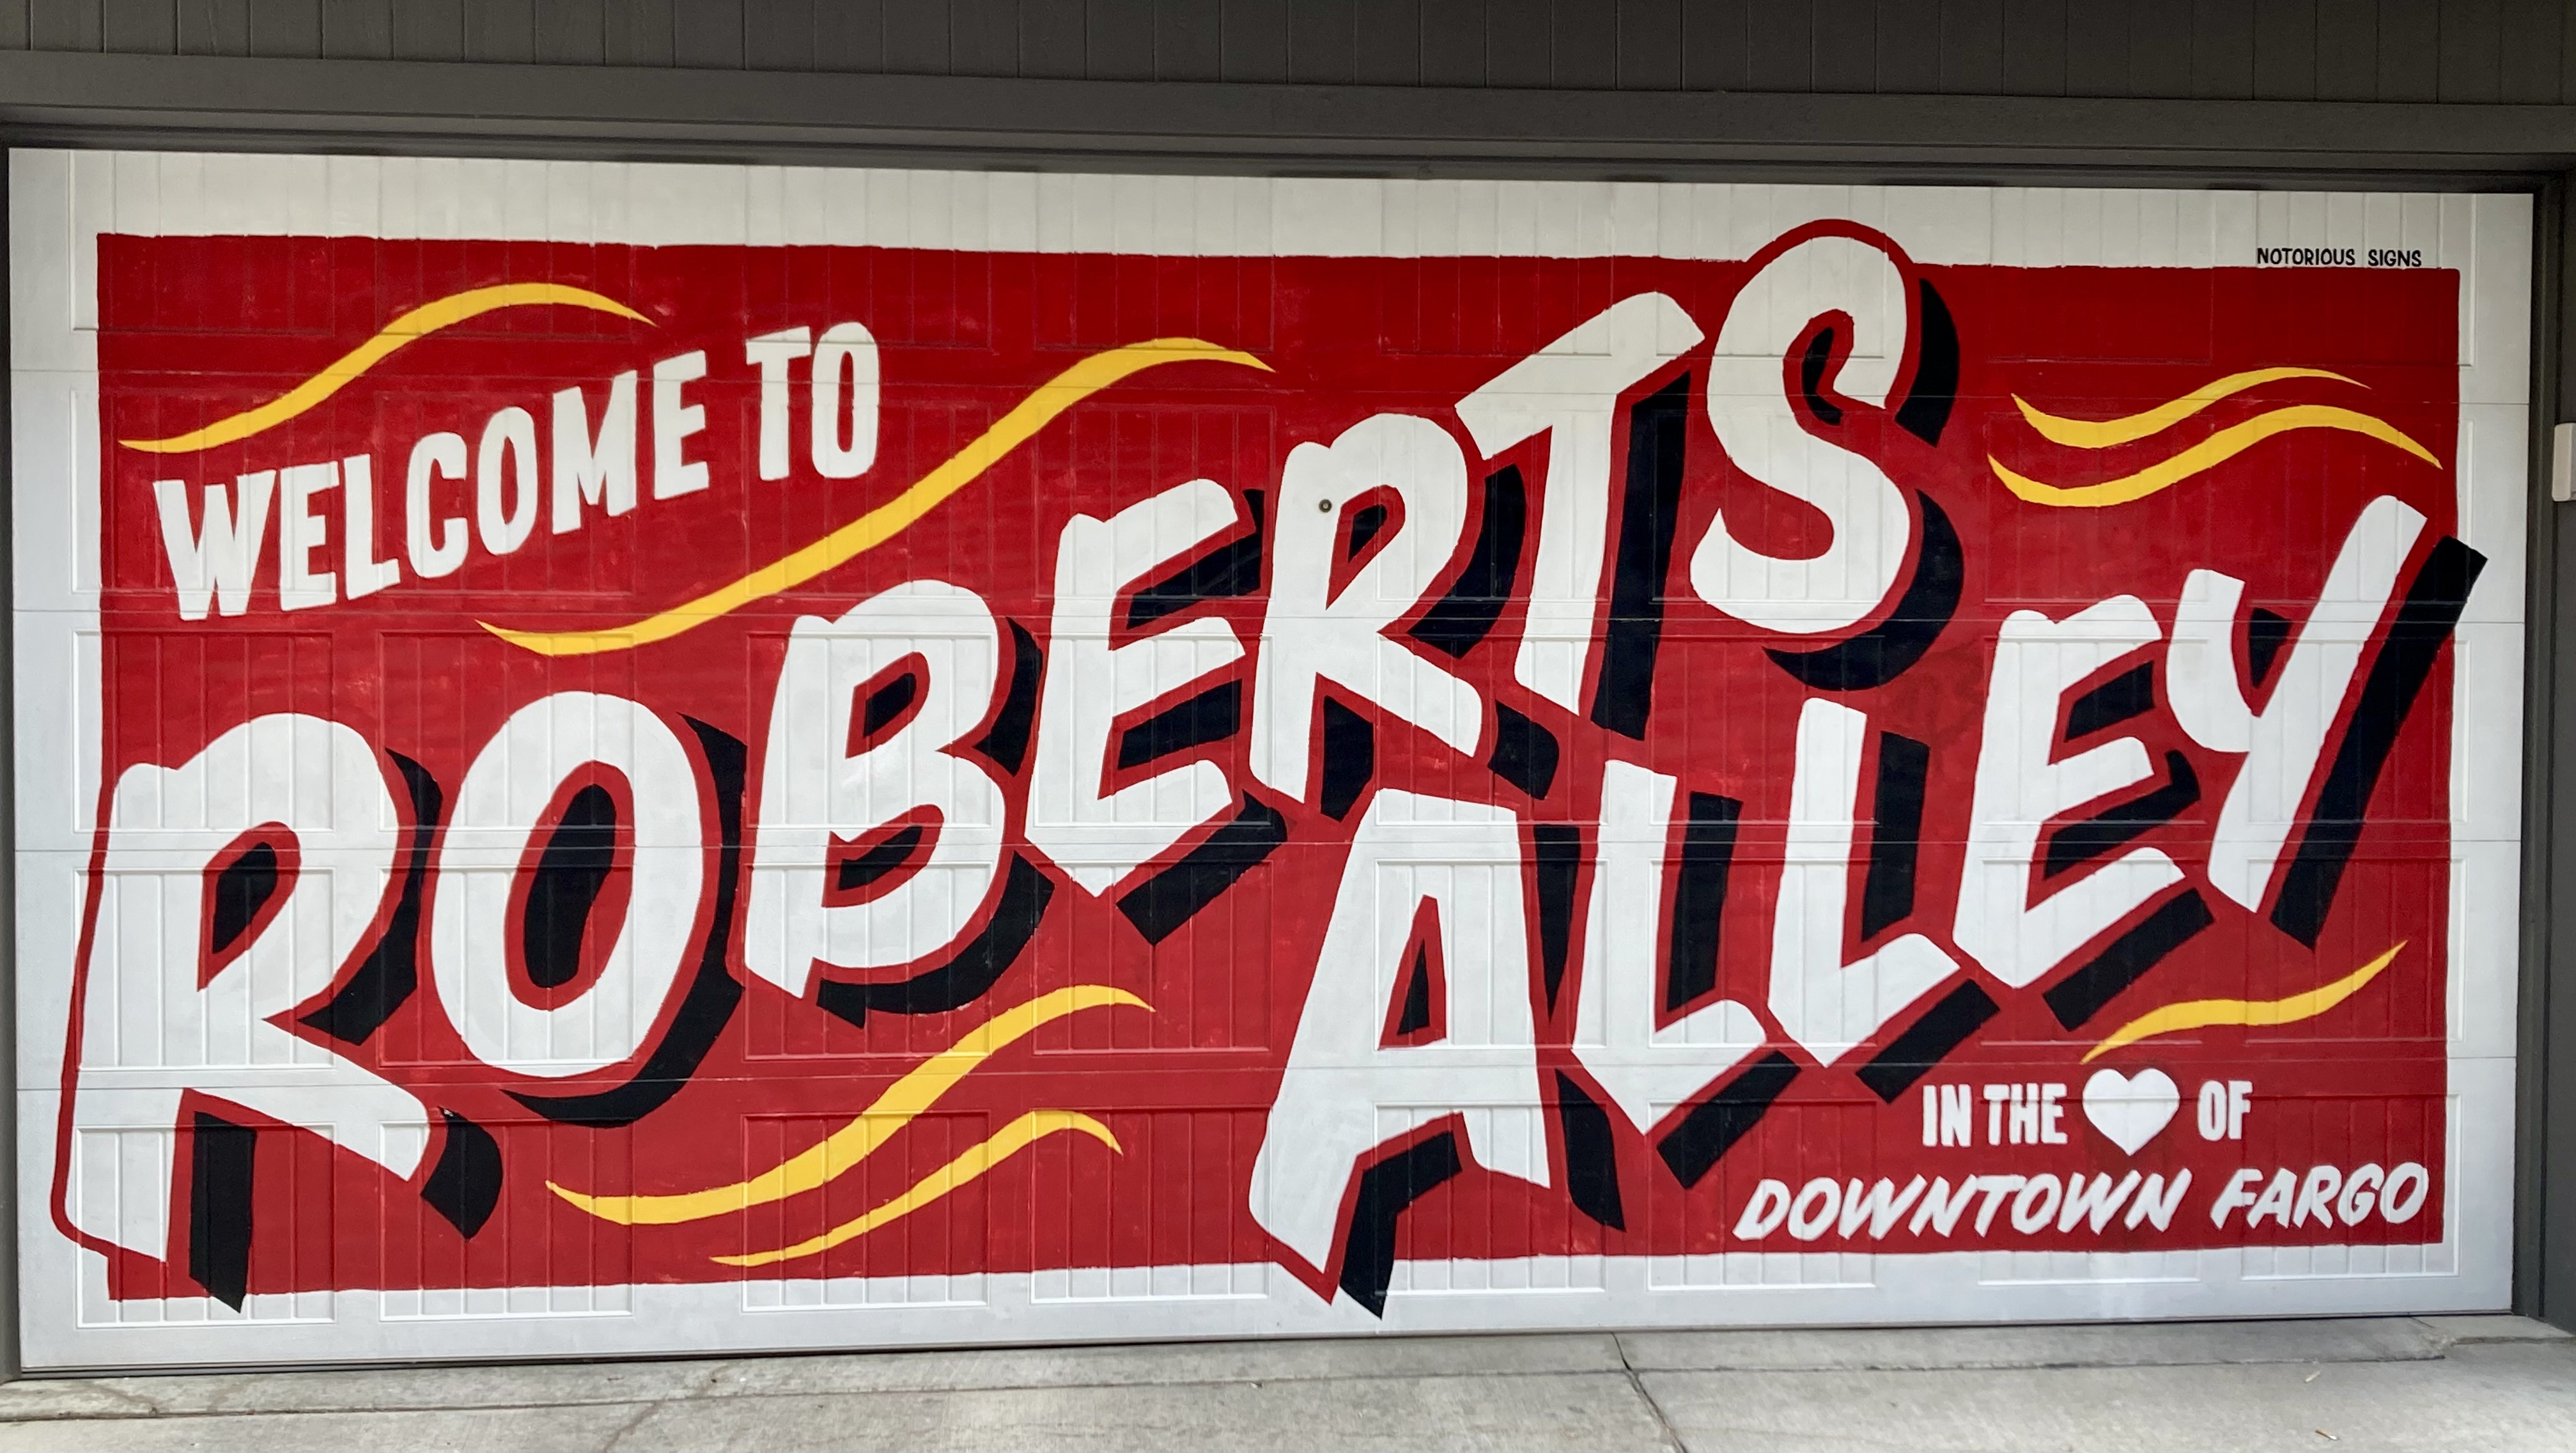 NOTORIOUS SIGNS
WELCOME TO
ROBERTS
ALLEY
IN THE ♥ OF
DOWNTOWN FARGO